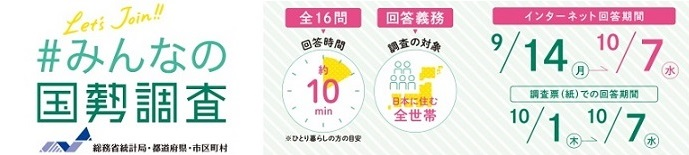 Let's Join!!
#みんなの
国勢調査
総務省統計局・都道府県・市区町村
全16問
回答時間
約
10
min
※ひとり暮らしの方の目安
回答義務
調査の対象
日本に住む
全世帯
インターネット回答期間
9/14月→10/7水
調査票(紙)での回答期間
10/1木→10/7水